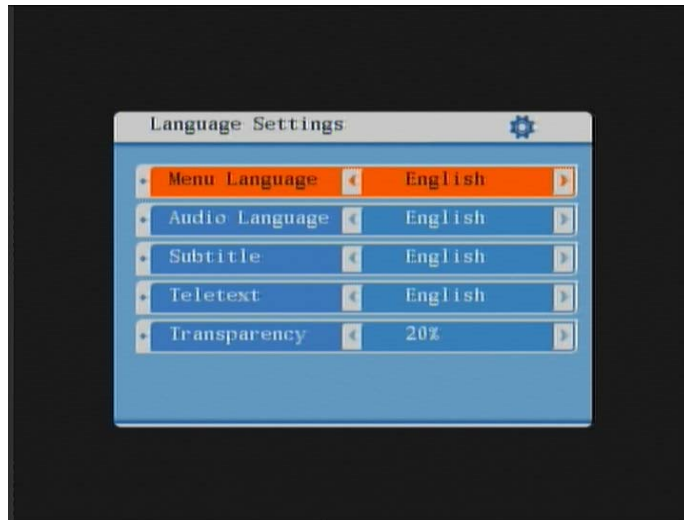 Language Settings
Menu Language English
Audio Language English
Subtitle English
Teletext English
Transparency 20%